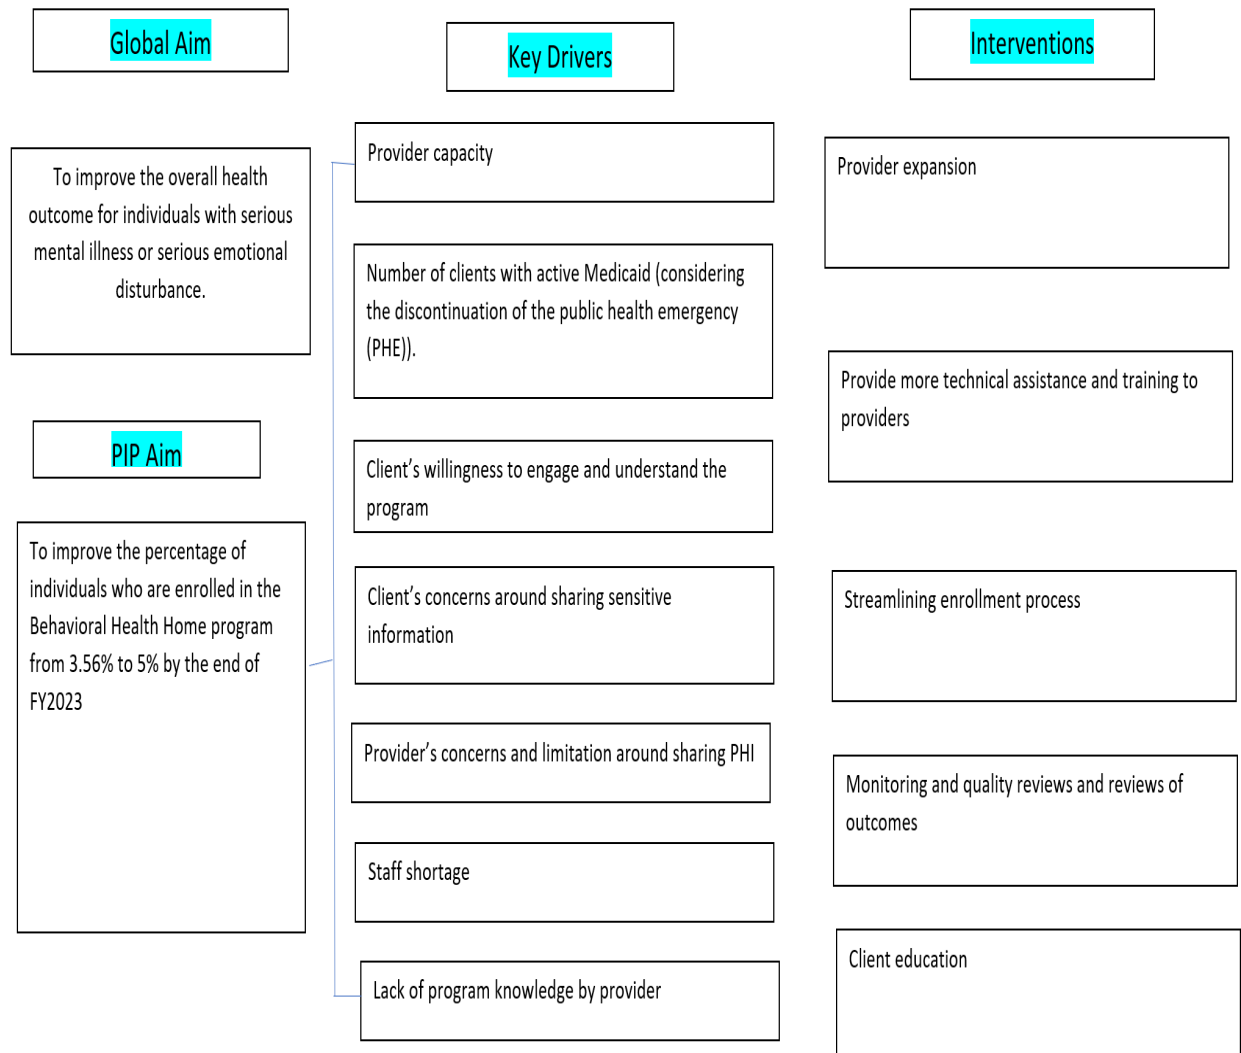 Global Aim
To improve the overall health
outcome for individuals with serious
mental illness or serious emotional
disturbance.
PIP Aim
To improve the percentage of
individuals who are enrolled in the
Behavioral Health Home program
from 3.56% to 5% by the end of
FY2023
Key Drivers
Provider capacity
Number of clients with active Medicaid (considering
the discontinuation of the public health emergency
(PHE)).
Client’s willingness to engage and understand the
program
Client’s concerns around sharing sensitive
information
Provider’s concerns and limitation around sharing PHI
Staff shortage
Lack of program knowledge by provider
Interventions
Provider expansion
Provide more technical assistance and training to
providers
Streamlining enrollment process
Monitoring and quality reviews and reviews of
outcomes
Client education